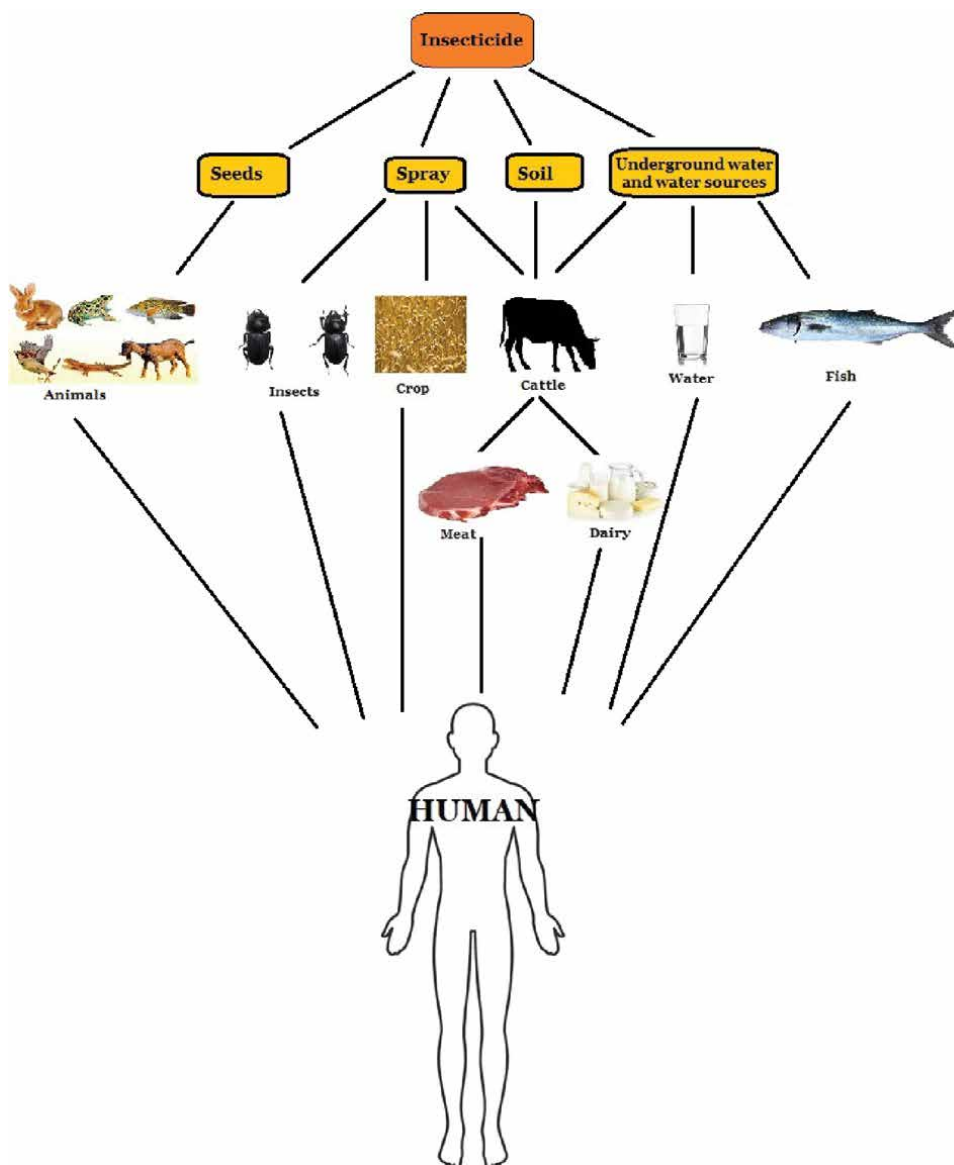 Insecticide
Seeds
Spray
Soil
Underground water
and water sources
Animals
Insects
Crop
Cattle
Water
Fish
Meat
Dairy
HUMAN